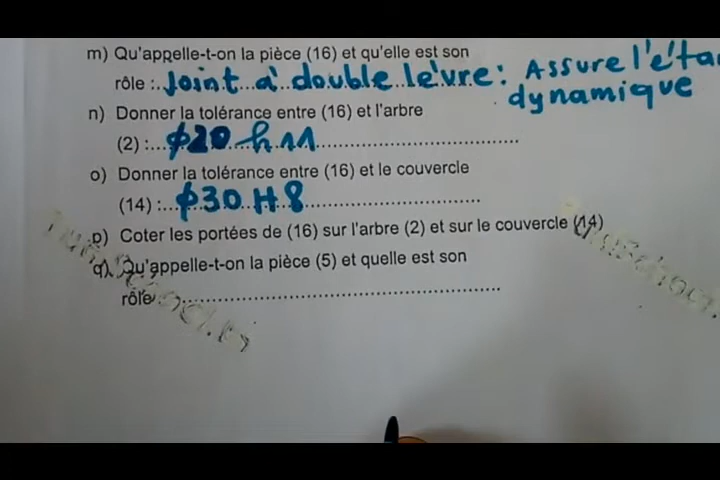 m) Qu'appelle-t-on la pièce (16) et qu'elle est son
rôle :..Joint à double lèvre : Assure l'éta
dynamique
n) Donner la tolérance entre (16) et l'arbre
(2) :... ϕ20 h 11
o) Donner la tolérance entre (16) et le couvercle
(14) :... ϕ30 H 8
p) Coter les portées de (16) sur l'arbre (2) et sur le couvercle (14)
q) Qu'appelle-t-on la pièce (5) et quelle est son
rôle